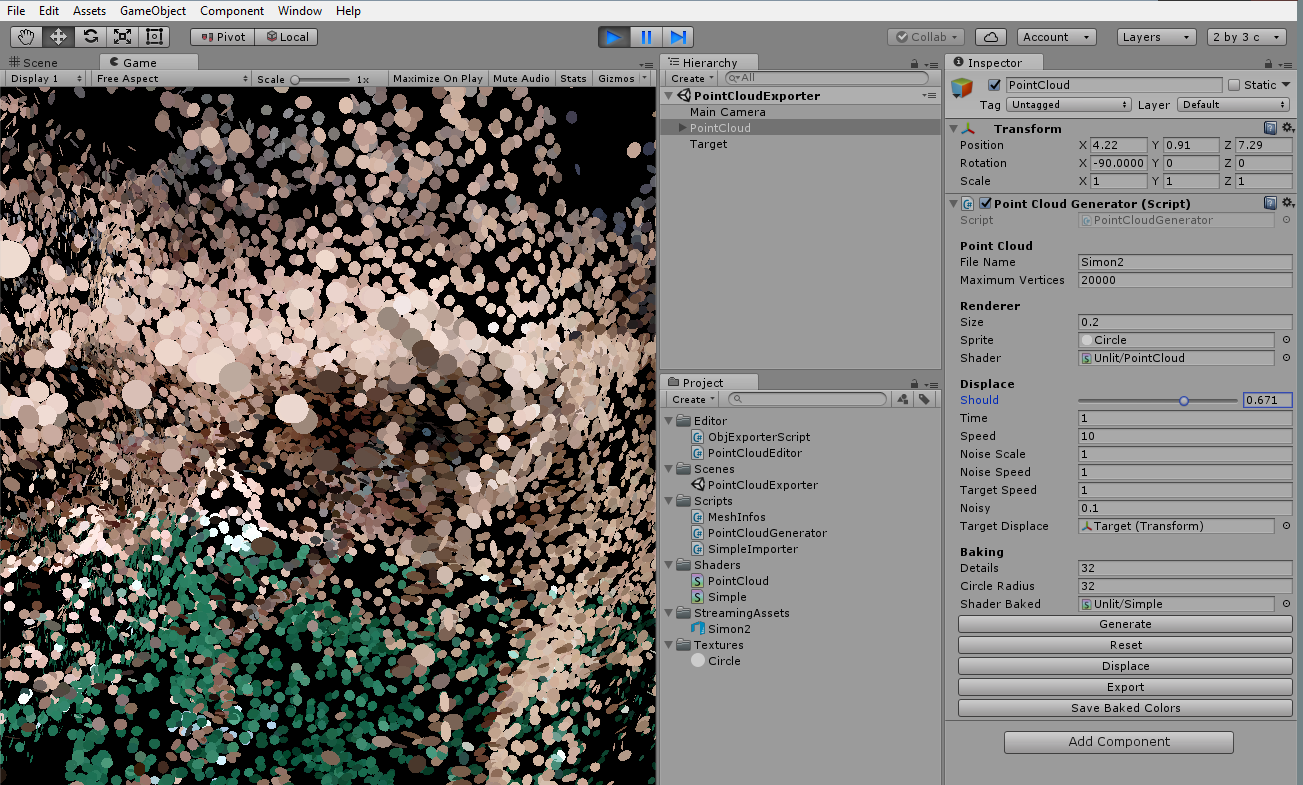 File Edit Assets GameObject Component Window Help
Pivot Local Collab Account Layers 2 by 3 c
Scene Game
Display 1 Free Aspect Scale 1x Maximize On Play Mute Audio Stats Gizmos
Hierarchy
Create All
PointCloudExporter
Main Camera
PointCloud
Target
Project
Create
Editor
ObjExporterScript
PointCloudEditor
Scenes
PointCloudExporter
Scripts
MeshInfos
PointCloudGenerator
SimpleImporter
Shaders
PointCloud
Simple
StreamingAssets
Simon2
Textures
Circle
Inspector
PointCloud Static
Tag Untagged Layer Default
Transform
Position X 4.22 Y 0.91 Z 7.29
Rotation X -90.0000 Y 0 Z 0
Scale X 1 Y 1 Z 1
Point Cloud Generator (Script)
Script PointCloudGenerator
Point Cloud
File Name Simon2
Maximum Vertices 20000
Renderer
Size 0.2
Sprite Circle
Shader Unlit/PointCloud
Displace
Should 0.671
Time 1
Speed 10
Noise Scale 1
Noise Speed 1
Target Speed 1
Noisy 0.1
Target Displace Target (Transform)
Baking
Details 32
Circle Radius 32
Shader Baked Unlit/Simple
Generate
Reset
Displace
Export
Save Baked Colors
Add Component